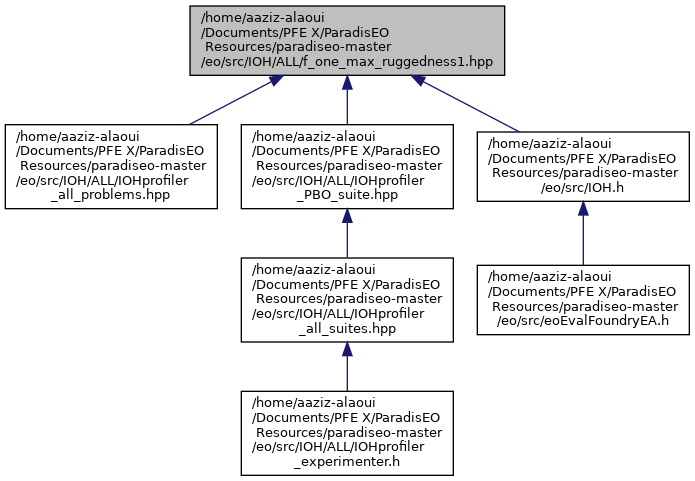 /home/aaziz-alaoui
/Documents/PFE X/ParadisEO
Resources/paradiseo-master
/eo/src/IOH/ALL/f_one_max_ruggedness1.hpp
/home/aaziz-alaoui
/Documents/PFE X/ParadisEO
Resources/paradiseo-master
/eo/src/IOH/ALL/IOHprofiler
_all_problems.hpp
/home/aaziz-alaoui
/Documents/PFE X/ParadisEO
Resources/paradiseo-master
/eo/src/IOH/ALL/IOHprofiler
_PBO_suite.hpp
/home/aaziz-alaoui
/Documents/PFE X/ParadisEO
Resources/paradiseo-master
/eo/src/IOH.h
/home/aaziz-alaoui
/Documents/PFE X/ParadisEO
Resources/paradiseo-master
/eo/src/IOH/ALL/IOHprofiler
_all_suites.hpp
/home/aaziz-alaoui
/Documents/PFE X/ParadisEO
Resources/paradiseo-master
/eo/src/eoEvalFoundryEA.h
/home/aaziz-alaoui
/Documents/PFE X/ParadisEO
Resources/paradiseo-master
/eo/src/IOH/ALL/IOHprofiler
_experimenter.h